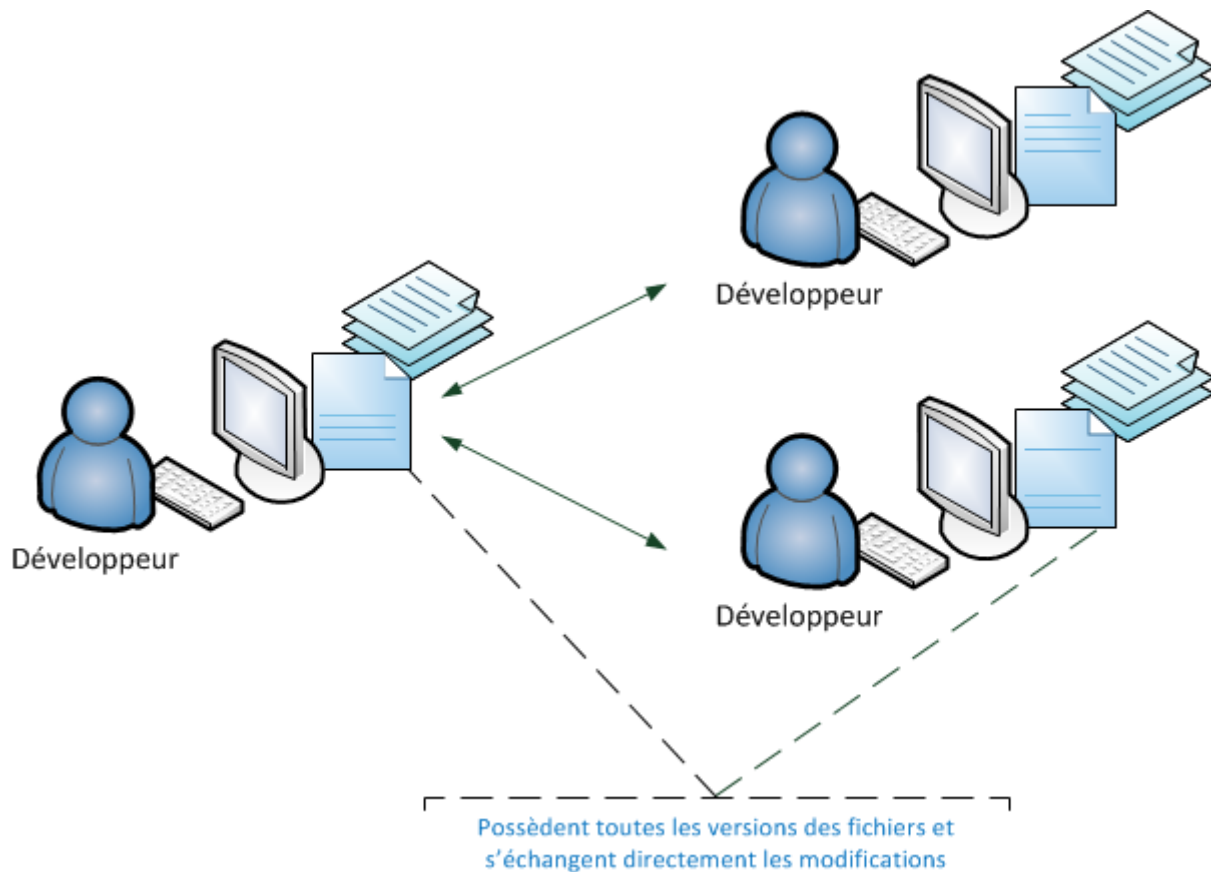 Développeur
Développeur
Développeur
Possèdent toutes les versions des fichiers et
s'échangent directement les modifications